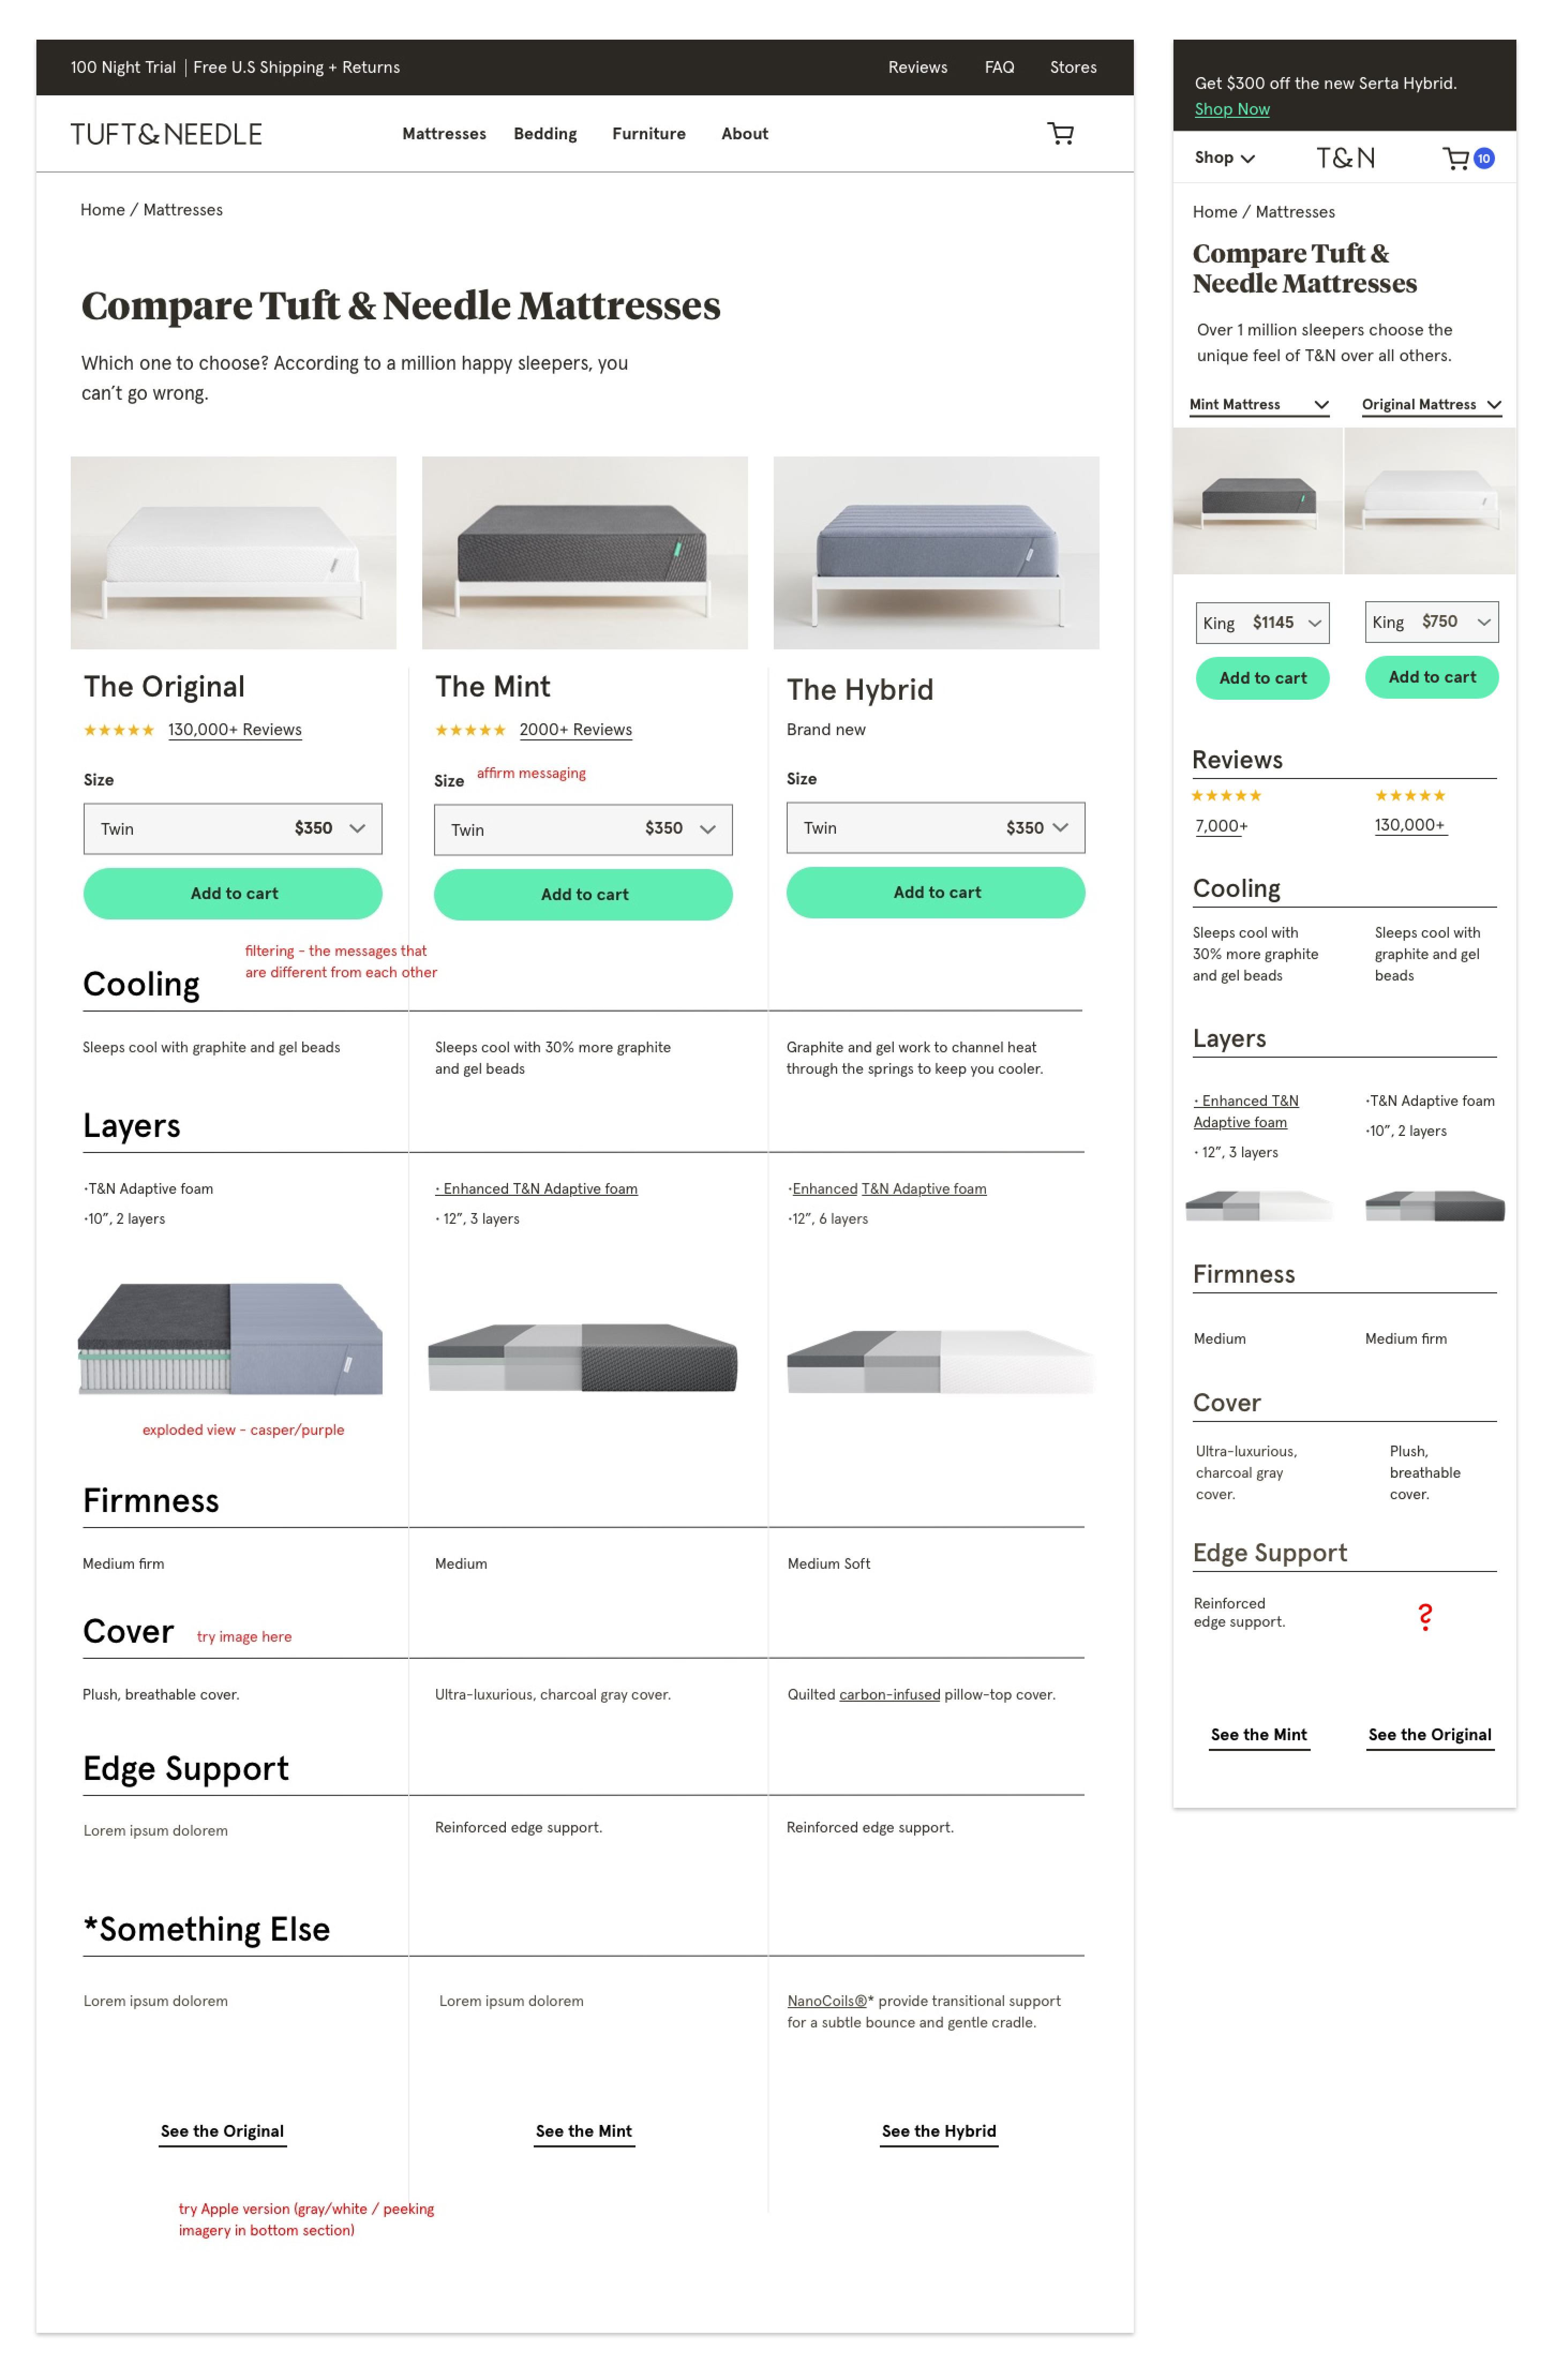 100 Night Trial | Free U.S Shipping + Returns
Reviews
FAQ
Stores
TUFT&NEEDLE
Mattresses
Bedding
Furniture
About
Home / Mattresses
Compare Tuft & Needle Mattresses
Which one to choose? According to a million happy sleepers, you
can’t go wrong.
The Original
130,000+ Reviews
Size
Twin $350
Add to cart
The Mint
2000+ Reviews
Size
affirm messaging
Twin $350
Add to cart
The Hybrid
Brand new
Size
Twin $350
Add to cart
filtering - the messages that
are different from each other
Cooling
Sleeps cool with graphite and gel beads
Sleeps cool with 30% more graphite
and gel beads
Graphite and gel work to channel heat
through the springs to keep you cooler.
Layers
·T&N Adaptive foam
·10”, 2 layers
· Enhanced T&N Adaptive foam
· 12”, 3 layers
·Enhanced T&N Adaptive foam
·12”, 6 layers
exploded view - casper/purple
Firmness
Medium firm
Medium
Medium Soft
Cover
try image here
Plush, breathable cover.
Ultra-luxurious, charcoal gray cover.
Quilted carbon-infused pillow-top cover.
Edge Support
Lorem ipsum dolorem
Reinforced edge support.
Reinforced edge support.
*Something Else
Lorem ipsum dolorem
Lorem ipsum dolorem
NanoCoils®* provide transitional support
for a subtle bounce and gentle cradle.
See the Original
See the Mint
See the Hybrid
try Apple version (gray/white / peeking
imagery in bottom section)
Get $300 off the new Serta Hybrid.
Shop Now
Shop
T&N
10
Home / Mattresses
Compare Tuft &
Needle Mattresses
Over 1 million sleepers choose the
unique feel of T&N over all others.
Mint Mattress
Original Mattress
King $1145
King $750
Add to cart
Add to cart
Reviews
7,000+
130,000+
Cooling
Sleeps cool with
30% more graphite
and gel beads
Sleeps cool with
graphite and gel
beads
Layers
· Enhanced T&N
Adaptive foam
· 12”, 3 layers
·T&N Adaptive foam
·10”, 2 layers
Firmness
Medium
Medium firm
Cover
Ultra-luxurious,
charcoal gray
cover.
Plush,
breathable
cover.
Edge Support
Reinforced
edge support.
?
See the Mint
See the Original